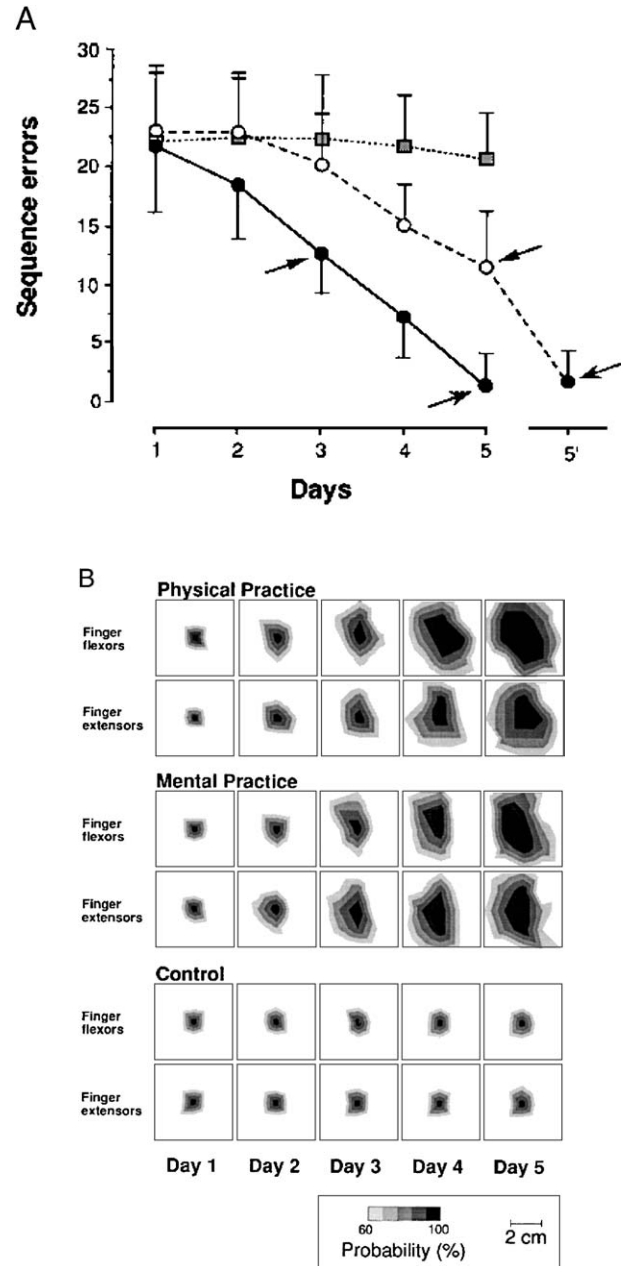 A
30
25
20
15
10
5
0
Sequence errors
1 2 3 4 5 5'
Days
B
Physical Practice
Finger
flexors
Finger
extensors
Mental Practice
Finger
flexors
Finger
extensors
Control
Finger
flexors
Finger
extensors
Day 1 Day 2 Day 3 Day 4 Day 5
60 100
Probability (%)
2 cm